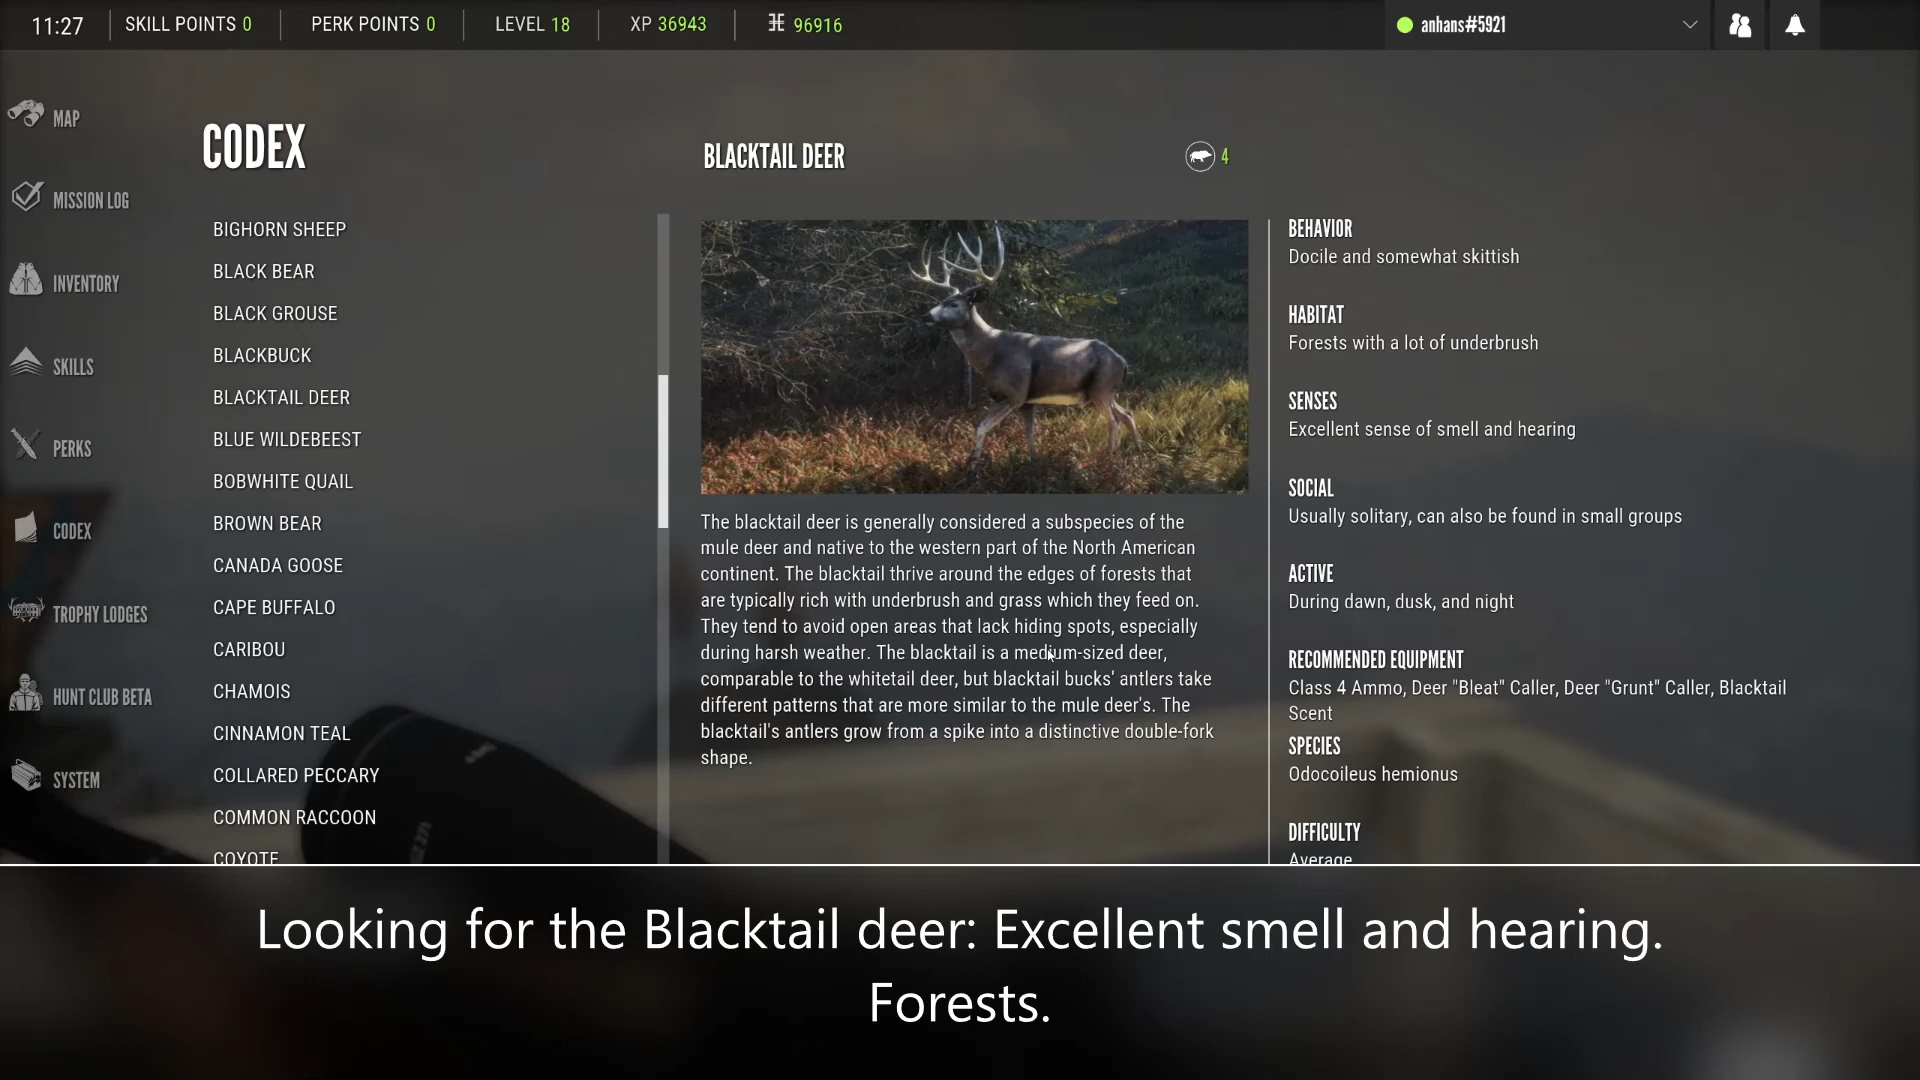 11:27
SKILL POINTS 0
PERK POINTS 0
LEVEL 18
XP 36943
96916
anhans#5921
MAP
MISSION LOG
INVENTORY
SKILLS
PERKS
CODEX
TROPHY LODGES
HUNT CLUB BETA
SYSTEM
CODEX
BIGHORN SHEEP
BLACK BEAR
BLACK GROUSE
BLACKBUCK
BLACKTAIL DEER
BLUE WILDEBEEST
BOBWHITE QUAIL
BROWN BEAR
CANADA GOOSE
CAPE BUFFALO
CARIBOU
CHAMOIS
CINNAMON TEAL
COLLARED PECCARY
COMMON RACCOON
COYOTE
BLACKTAIL DEER
4
The blacktail deer is generally considered a subspecies of the
mule deer and native to the western part of the North American
continent. The blacktail thrive around the edges of forests that
are typically rich with underbrush and grass which they feed on.
They tend to avoid open areas that lack hiding spots, especially
during harsh weather. The blacktail is a medium-sized deer,
comparable to the whitetail deer, but blacktail bucks' antlers take
different patterns that are more similar to the mule deer's. The
blacktail's antlers grow from a spike into a distinctive double-fork
shape.
BEHAVIOR
Docile and somewhat skittish
HABITAT
Forests with a lot of underbrush
SENSES
Excellent sense of smell and hearing
SOCIAL
Usually solitary, can also be found in small groups
ACTIVE
During dawn, dusk, and night
RECOMMENDED EQUIPMENT
Class 4 Ammo, Deer "Bleat" Caller, Deer "Grunt" Caller, Blacktail
Scent
SPECIES
Odocoileus hemionus
DIFFICULTY
Average
Looking for the Blacktail deer: Excellent smell and hearing.
Forests.